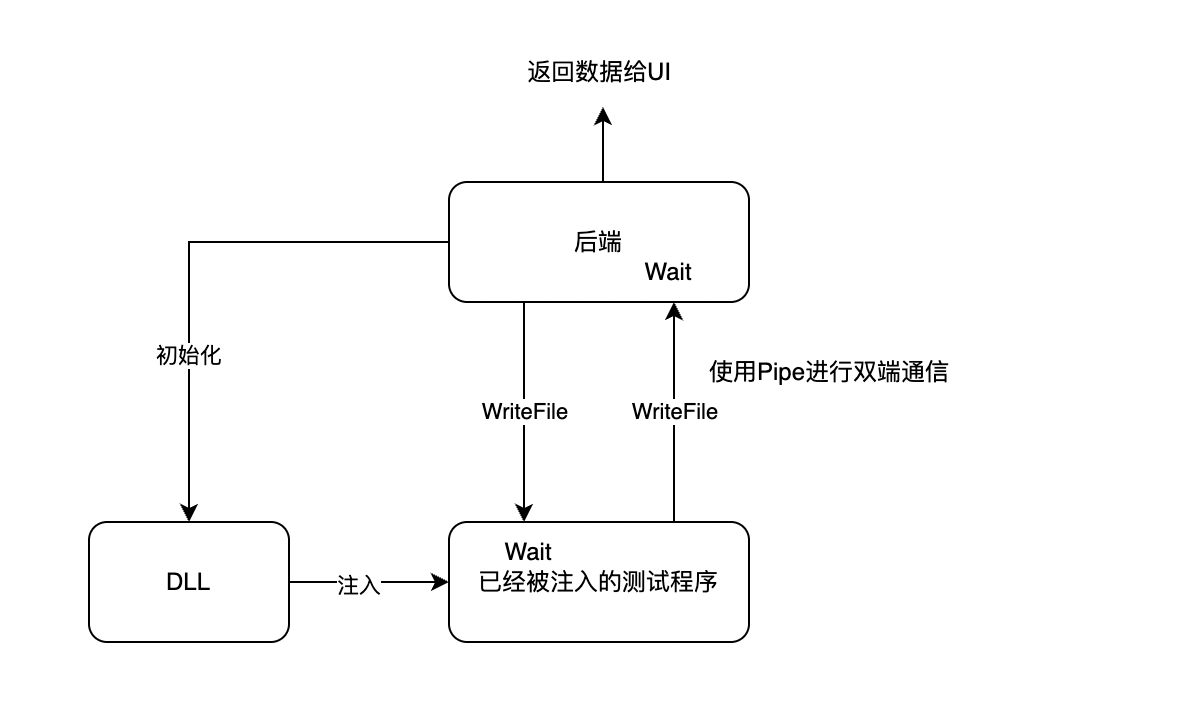 返回数据给UI
后端
Wait
初始化
使用Pipe进行双端通信
WriteFile
WriteFile
Wait
DLL
注入
已经被注入的测试程序